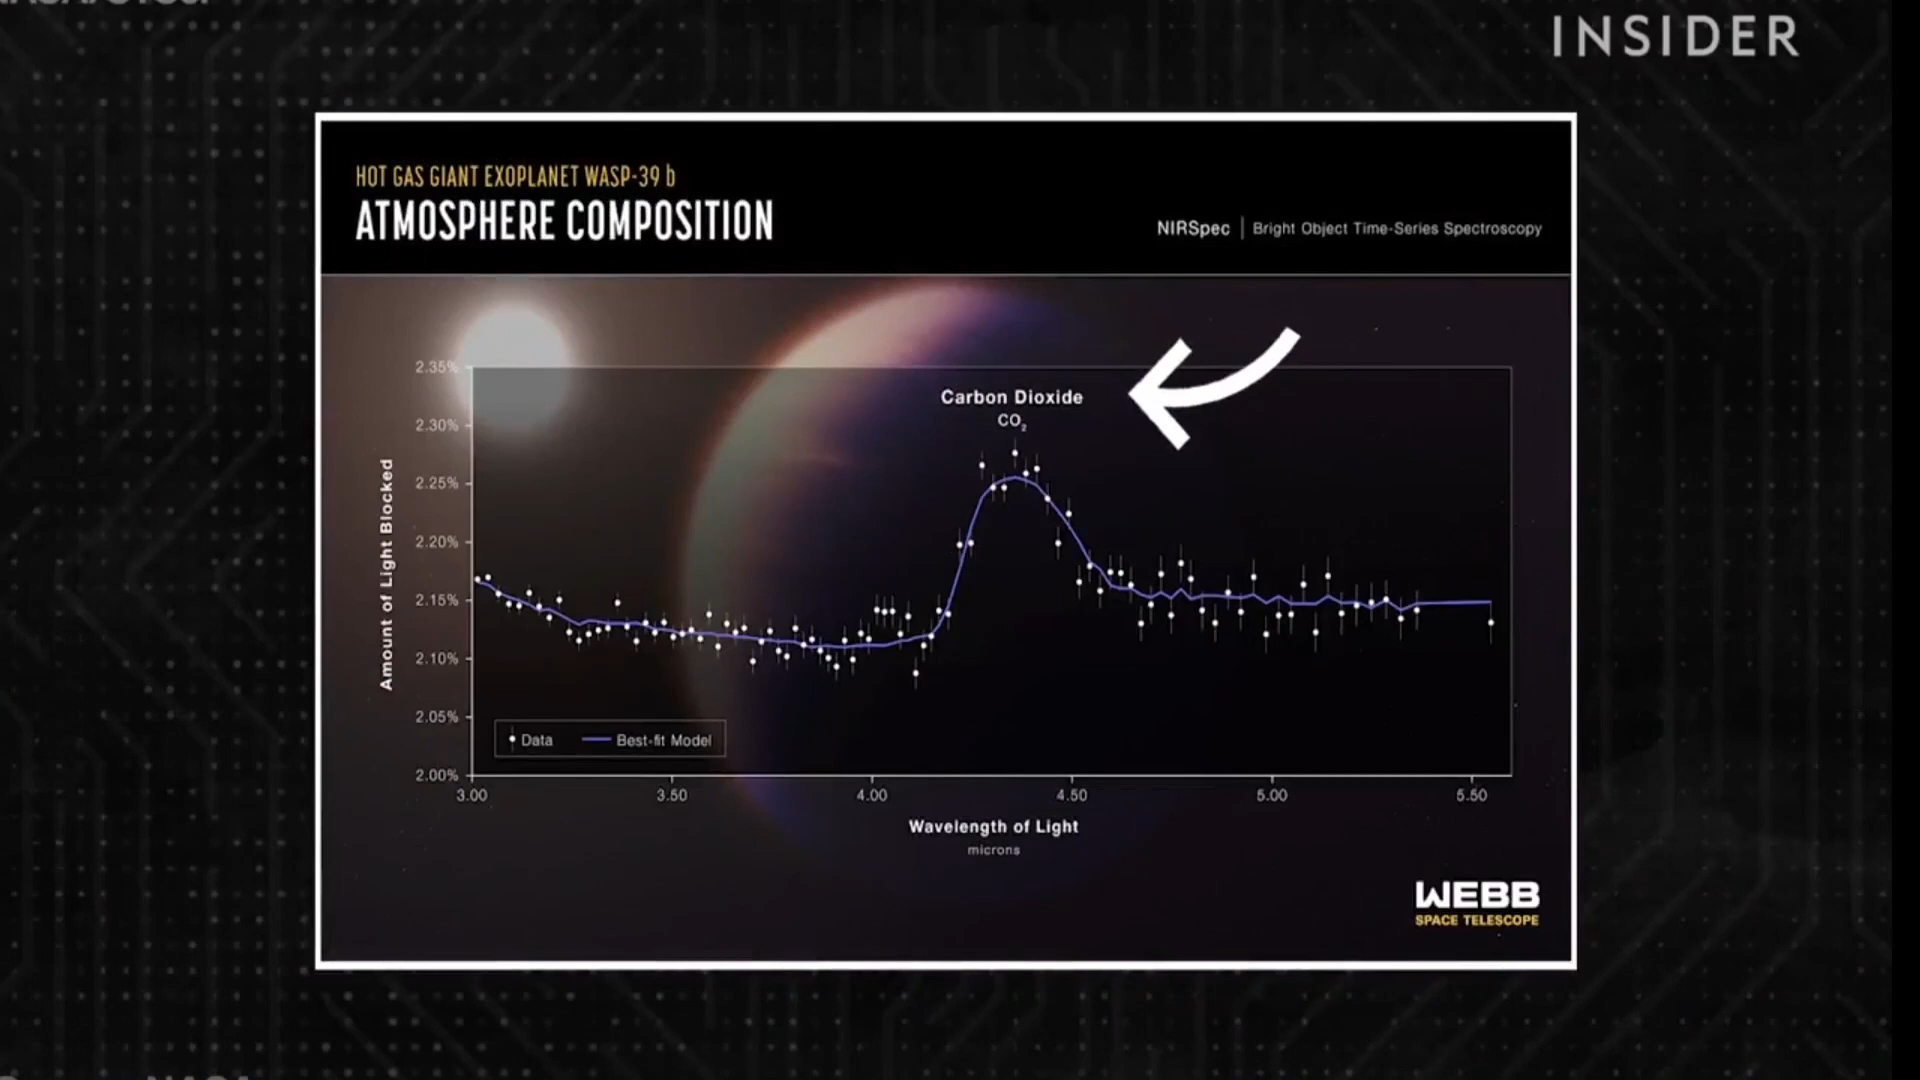 INSIDER
HOT GAS GIANT EXOPLANET WASP-39 b
ATMOSPHERE COMPOSITION
NIRSpec | Bright Object Time-Series Spectroscopy
2.35%
2.30%
2.25%
2.20%
2.15%
2.10%
2.05%
2.00%
Amount of Light Blocked
Carbon Dioxide
CO₂
Data
Best-fit Model
3.00 3.50 4.00 4.50 5.00 5.50
Wavelength of Light
microns
WEBB
SPACE TELESCOPE